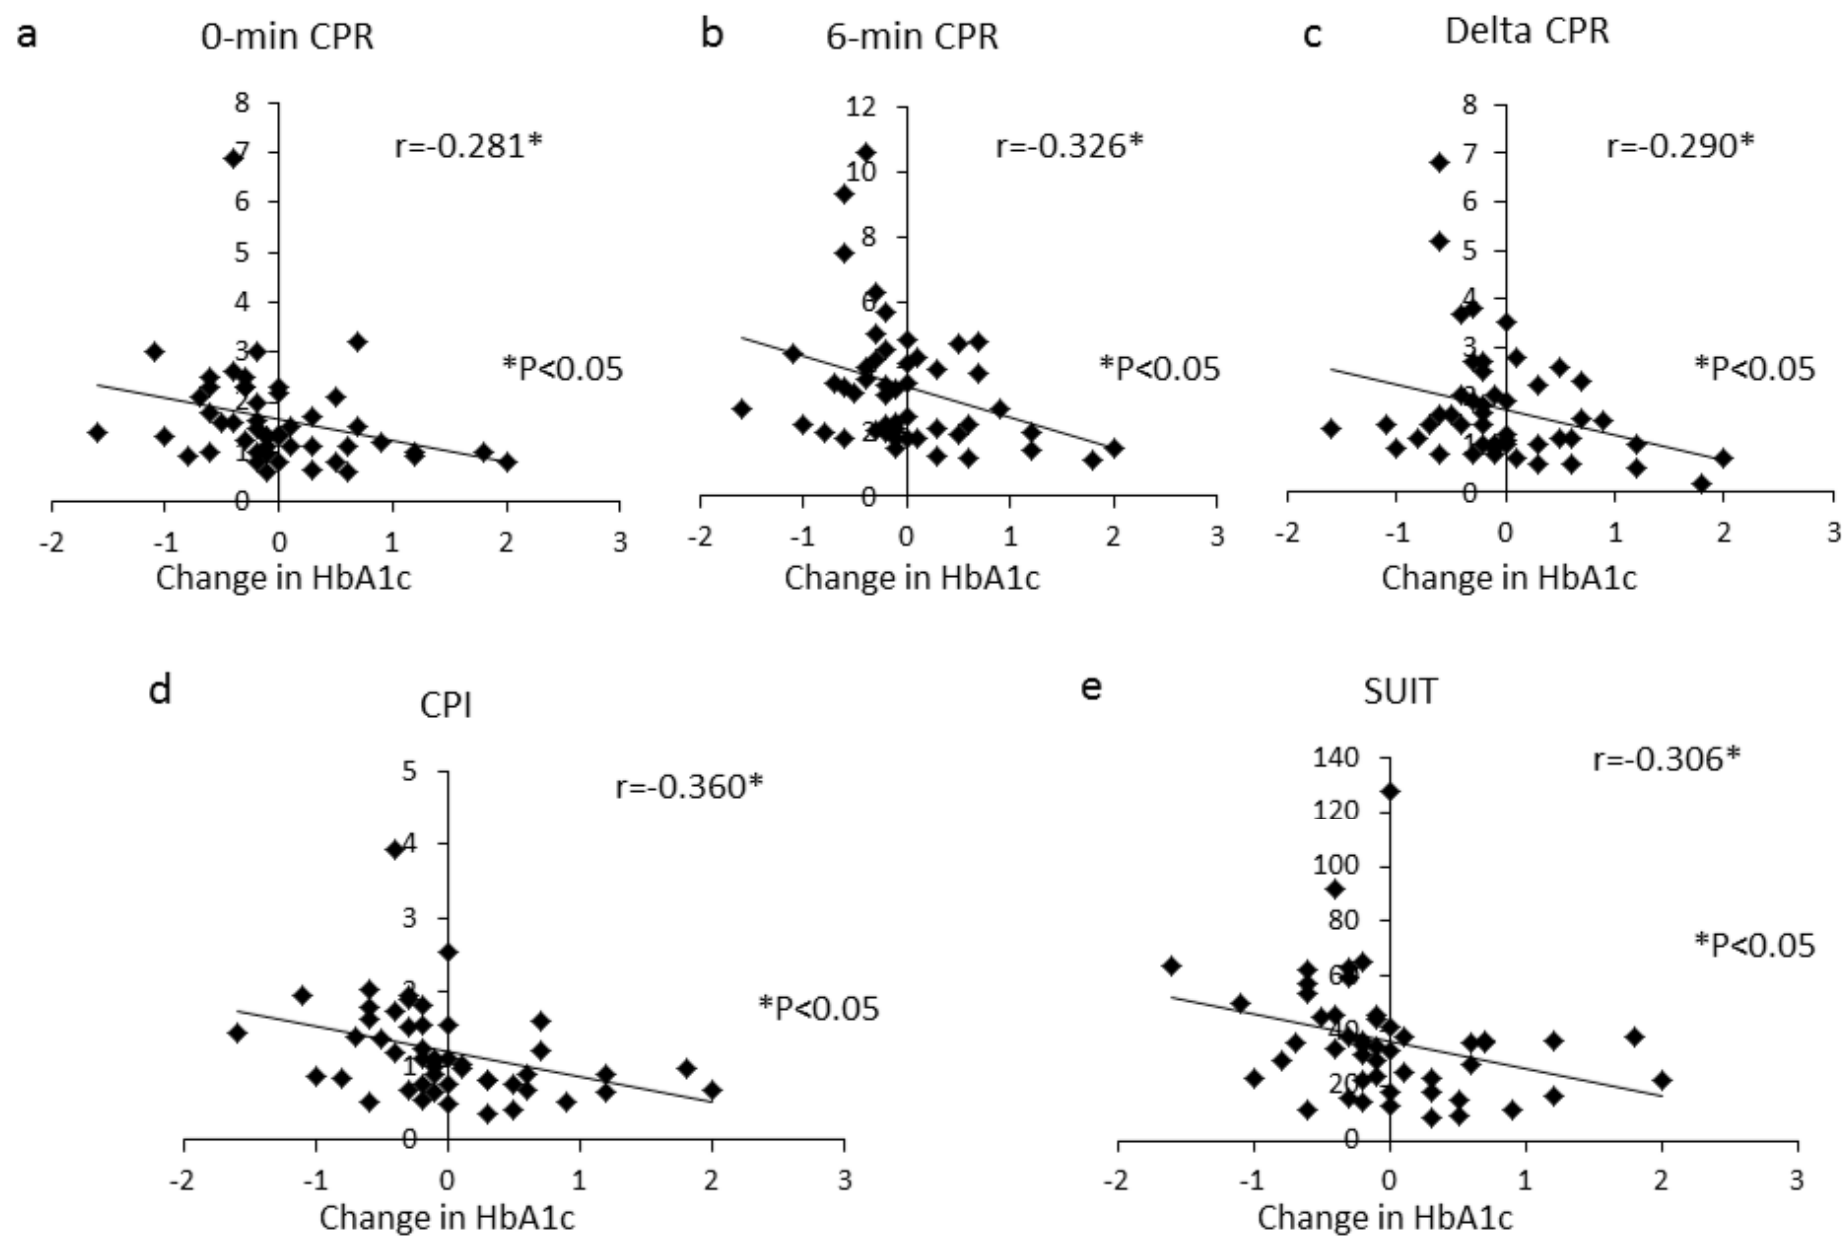 a
0-min CPR
8
7
6
5
4
3
2
1
0
-2 -1 0 1 2 3
Change in HbA1c
r=-0.281*
*P<0.05
b
6-min CPR
12
10
8
6
4
2
0
-2 -1 0 1 2 3
Change in HbA1c
r=-0.326*
*P<0.05
c
Delta CPR
8
7
6
5
4
3
2
1
0
-2 -1 0 1 2 3
Change in HbA1c
r=-0.290*
*P<0.05
d
CPI
5
4
3
2
1
0
-2 -1 0 1 2 3
Change in HbA1c
r=-0.360*
*P<0.05
e
SUIT
140
120
100
80
60
40
20
0
-2 -1 0 1 2 3
Change in HbA1c
r=-0.306*
*P<0.05